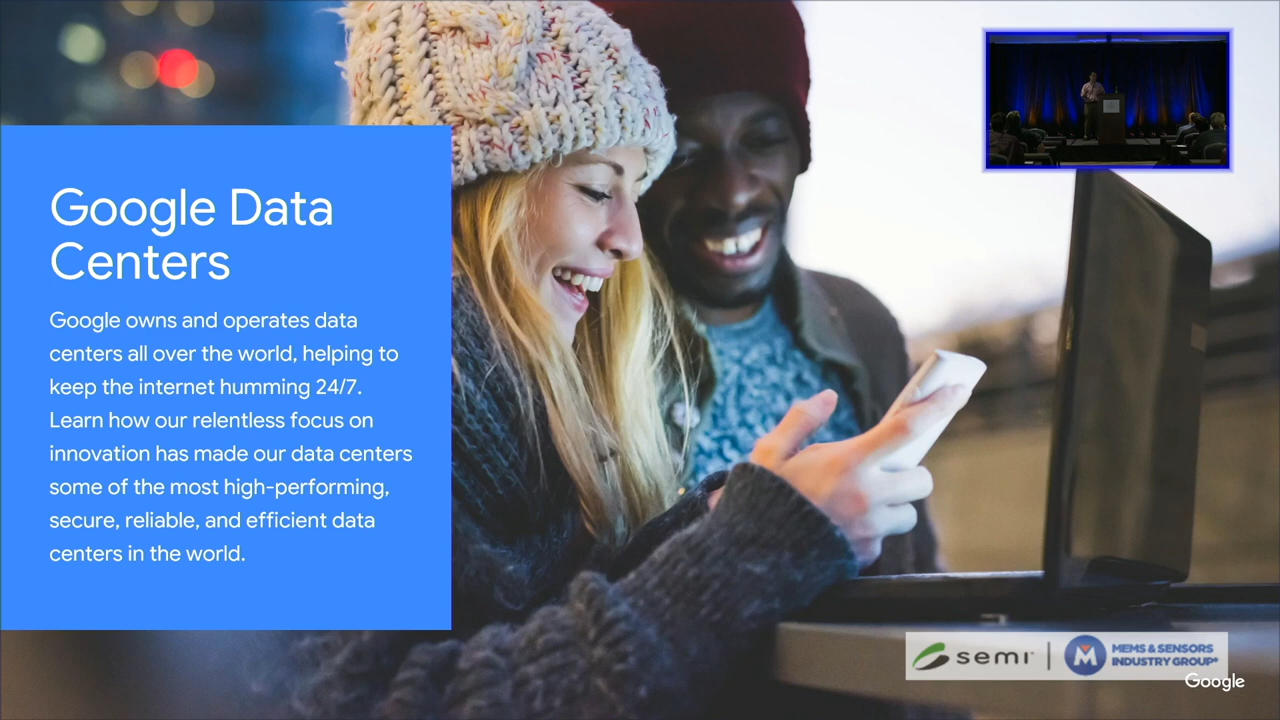 Google Data
Centers
Google owns and operates data
centers all over the world, helping to
keep the internet humming 24/7.
Learn how our relentless focus on
innovation has made our data centers
some of the most high-performing,
secure, reliable, and efficient data
centers in the world.
semi
MEMS & SENSORS
INDUSTRY GROUP®
Google